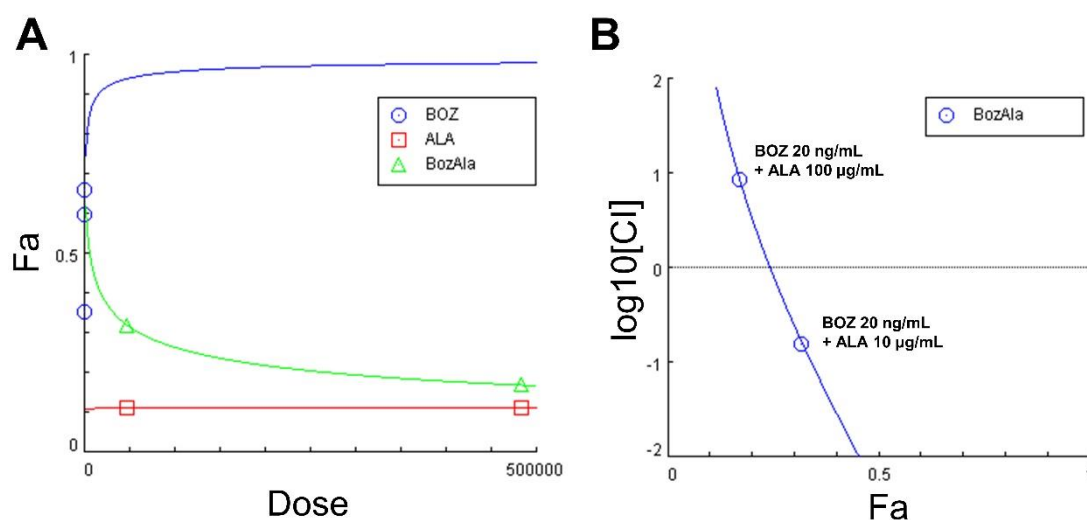 A
Fa
1
0.5
0
0
500000
Dose
BOZ
ALA
BozAla
B
log10[CI]
2
1
0
-1
-2
0
0.5
1
Fa
BozAla
BOZ 20 ng/mL
+ ALA 100 µg/mL
BOZ 20 ng/mL
+ ALA 10 µg/mL